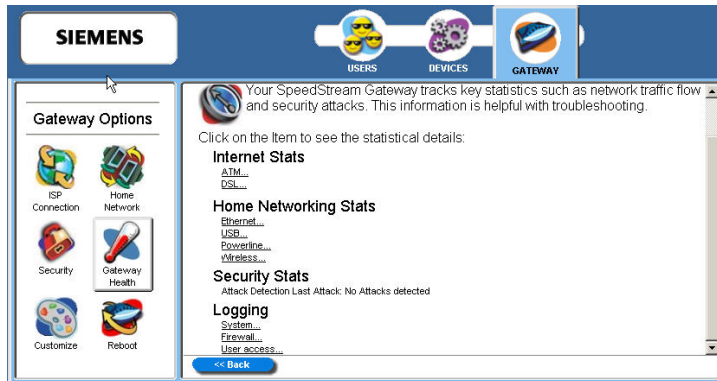 SIEMENS
USERS
DEVICES
GATEWAY
Gateway Options
ISP
Connection
Home
Network
Security
Gateway
Health
Customize
Reboot
Your SpeedStream Gateway tracks key statistics such as network traffic flow
and security attacks. This information is helpful with troubleshooting.
Click on the Item to see the statistical details:
Internet Stats
ATM...
DSL...
Home Networking Stats
Ethernet...
USB...
Powerline...
Wireless...
Security Stats
Attack Detection Last Attack: No Attacks detected
Logging
System...
Firewall...
User access...
<< Back